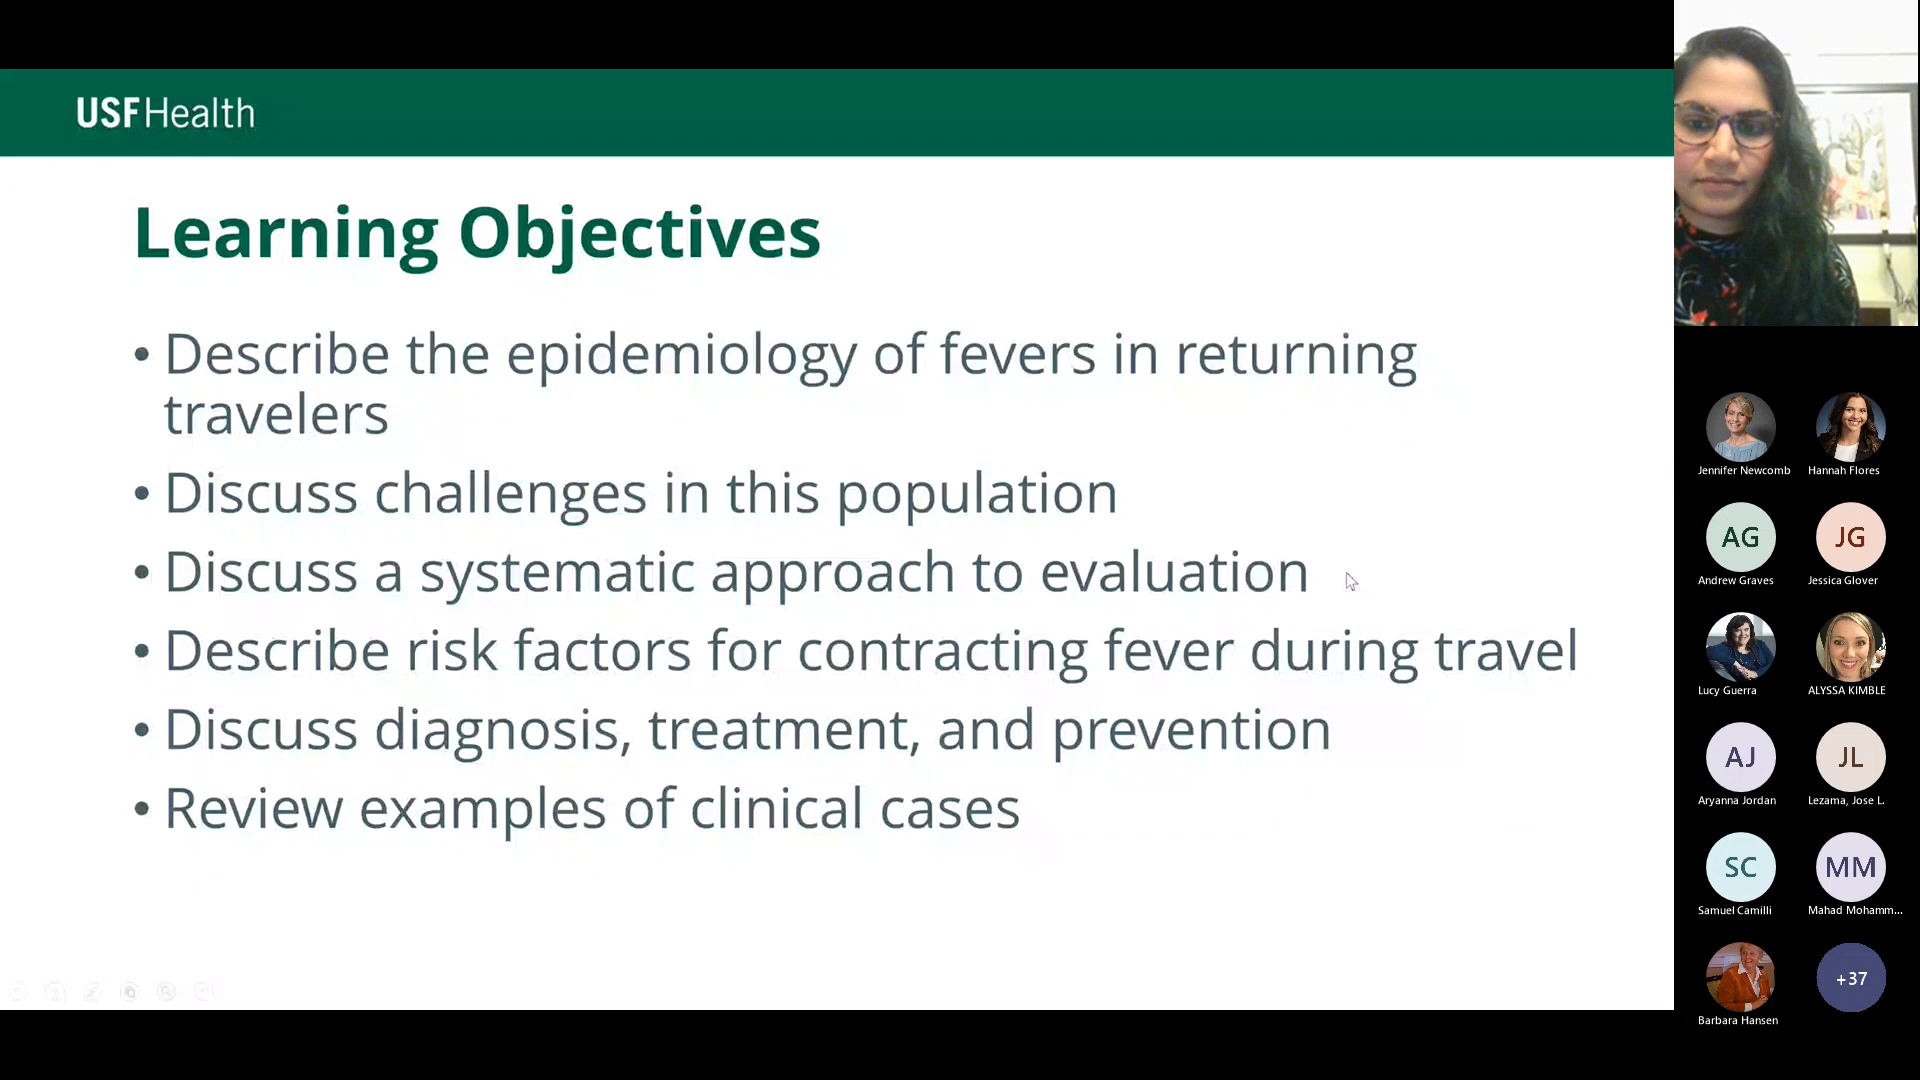 USFHealth
Learning Objectives
• Describe the epidemiology of fevers in returning
travelers
• Discuss challenges in this population
• Discuss a systematic approach to evaluation
• Describe risk factors for contracting fever during travel
• Discuss diagnosis, treatment, and prevention
• Review examples of clinical cases
Jennifer Newcomb
Hannah Flores
AG
JG
Andrew Graves
Jessica Glover
Lucy Guerra
ALYSSA KIMBLE
AJ
JL
Aryanna Jordan
Lezama, Jose L.
SC
MM
Samuel Camilli
Mahad Mohamm...
+37
Barbara Hansen